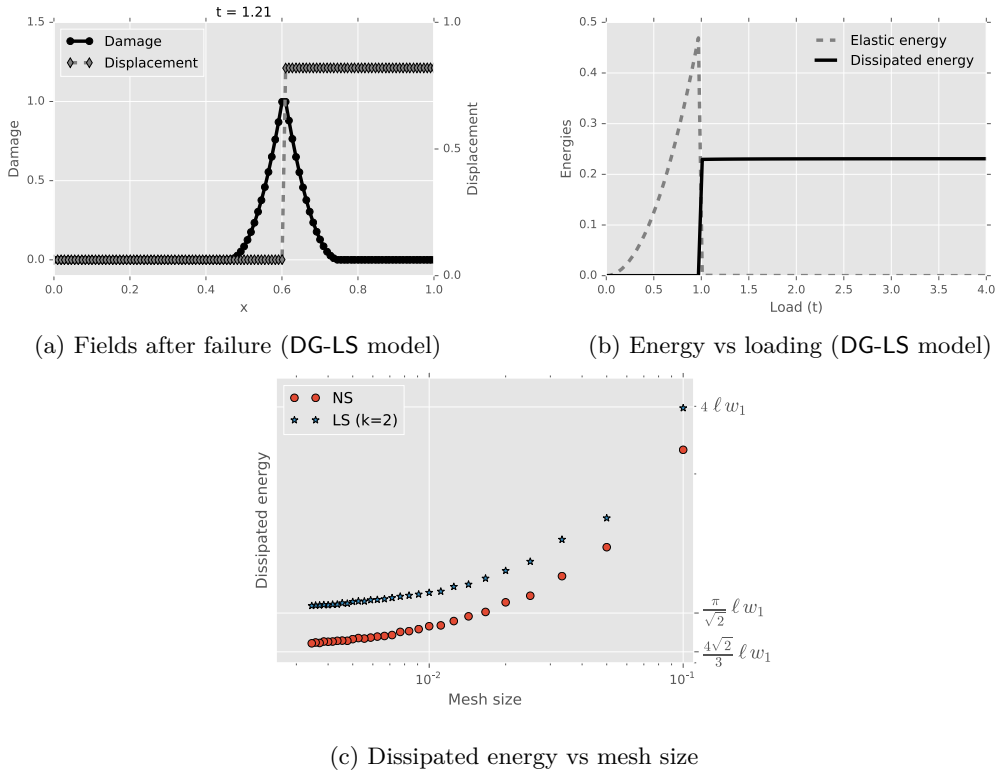 t = 1.21
Damage
Displacement
1.5
1.0
0.5
0.0
Damage
1.0
0.5
0.0
Displacement
0.0 0.2 0.4 0.6 0.8 1.0
x
(a) Fields after failure (DG-LS model)
Elastic energy
Dissipated energy
0.5
0.4
0.3
0.2
0.1
0.0
Energies
0.0 0.5 1.0 1.5 2.0 2.5 3.0 3.5 4.0
Load (t)
(b) Energy vs loading (DG-LS model)
NS
LS (k=2)
Dissipated energy
4 ℓ w₁
π/√2 ℓ w₁
4√2/3 ℓ w₁
10⁻² 10⁻¹
Mesh size
(c) Dissipated energy vs mesh size